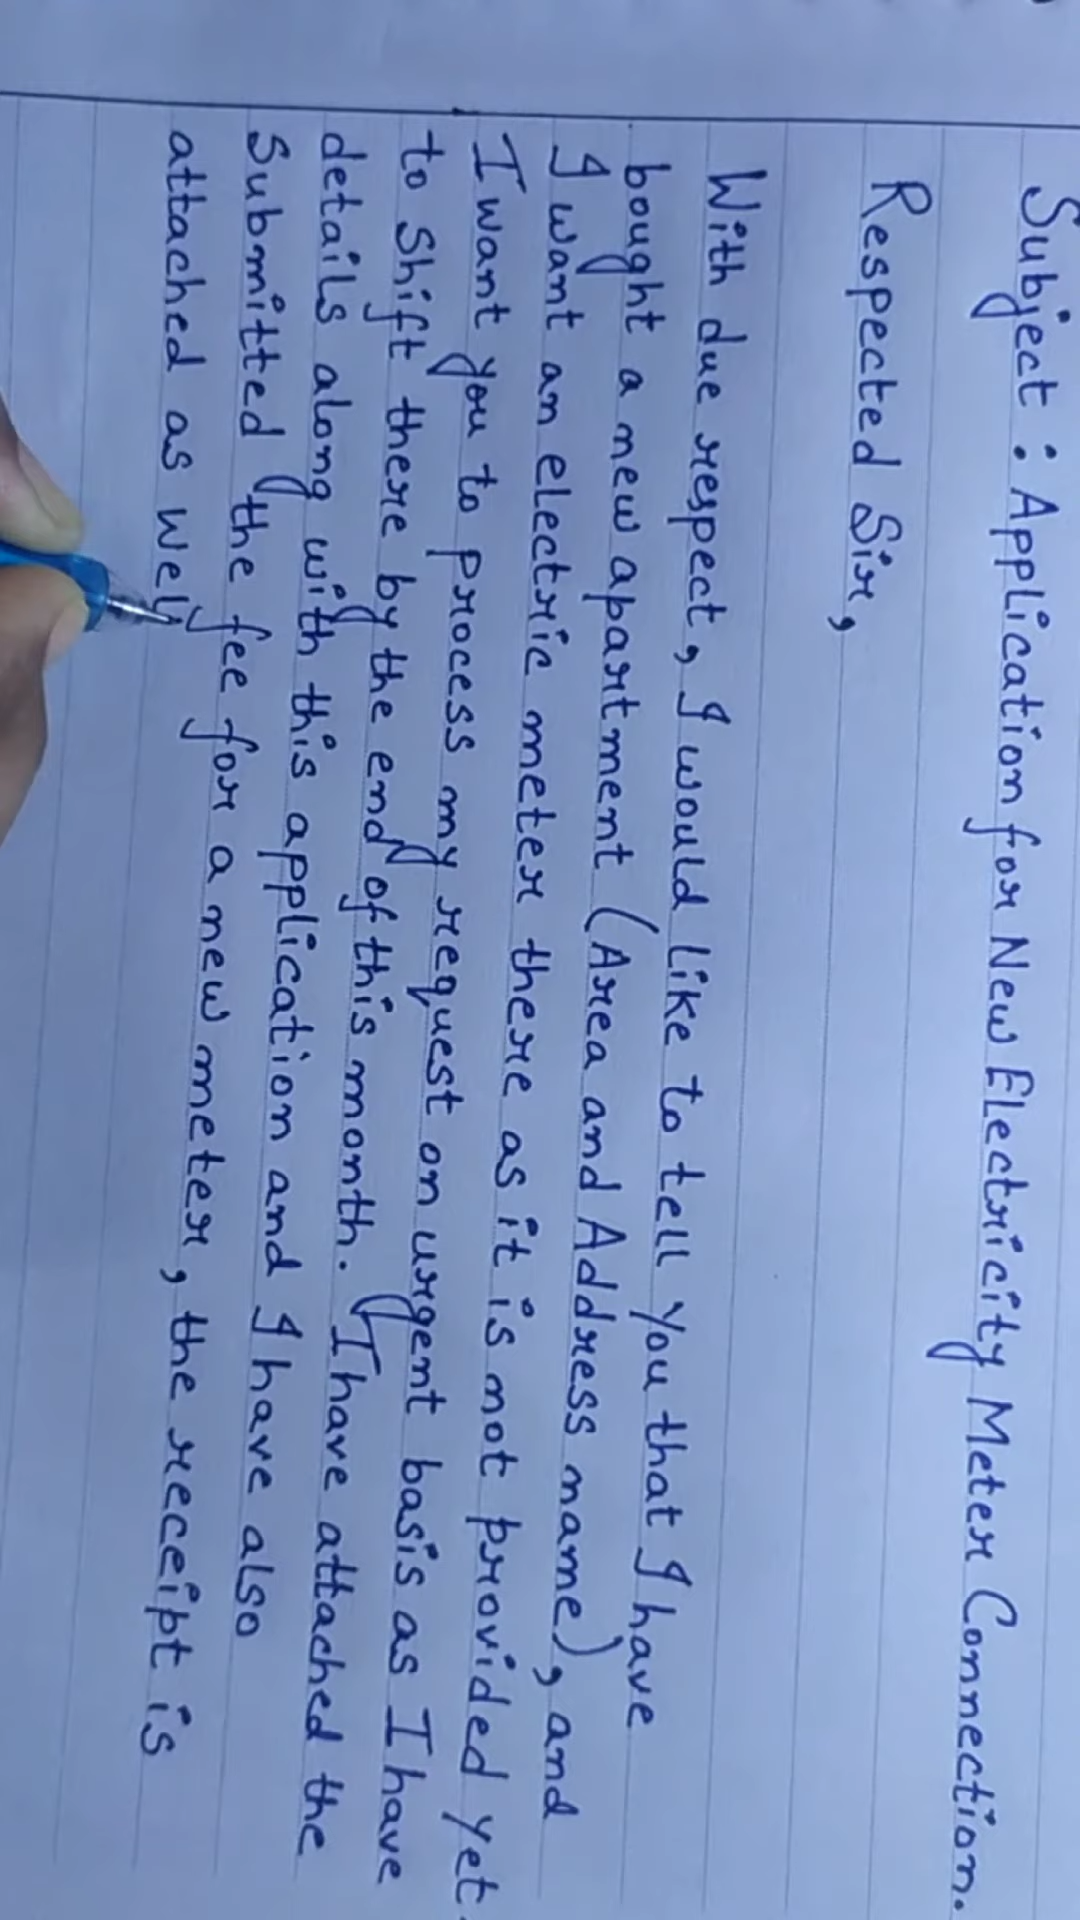 Subject : Application for New Electricity Meter Connection.
Respected Sir,
With due respect, I would like to tell you that I have
bought a new apartment (Area and Address name), and
I want an electric meter there as it is not provided yet.
I want you to process my request on urgent basis as I have
to Shift there by the end of this month. I have attached the
details along with this application and I have also
Submitted the fee for a new meter, the receipt is
attached as wel